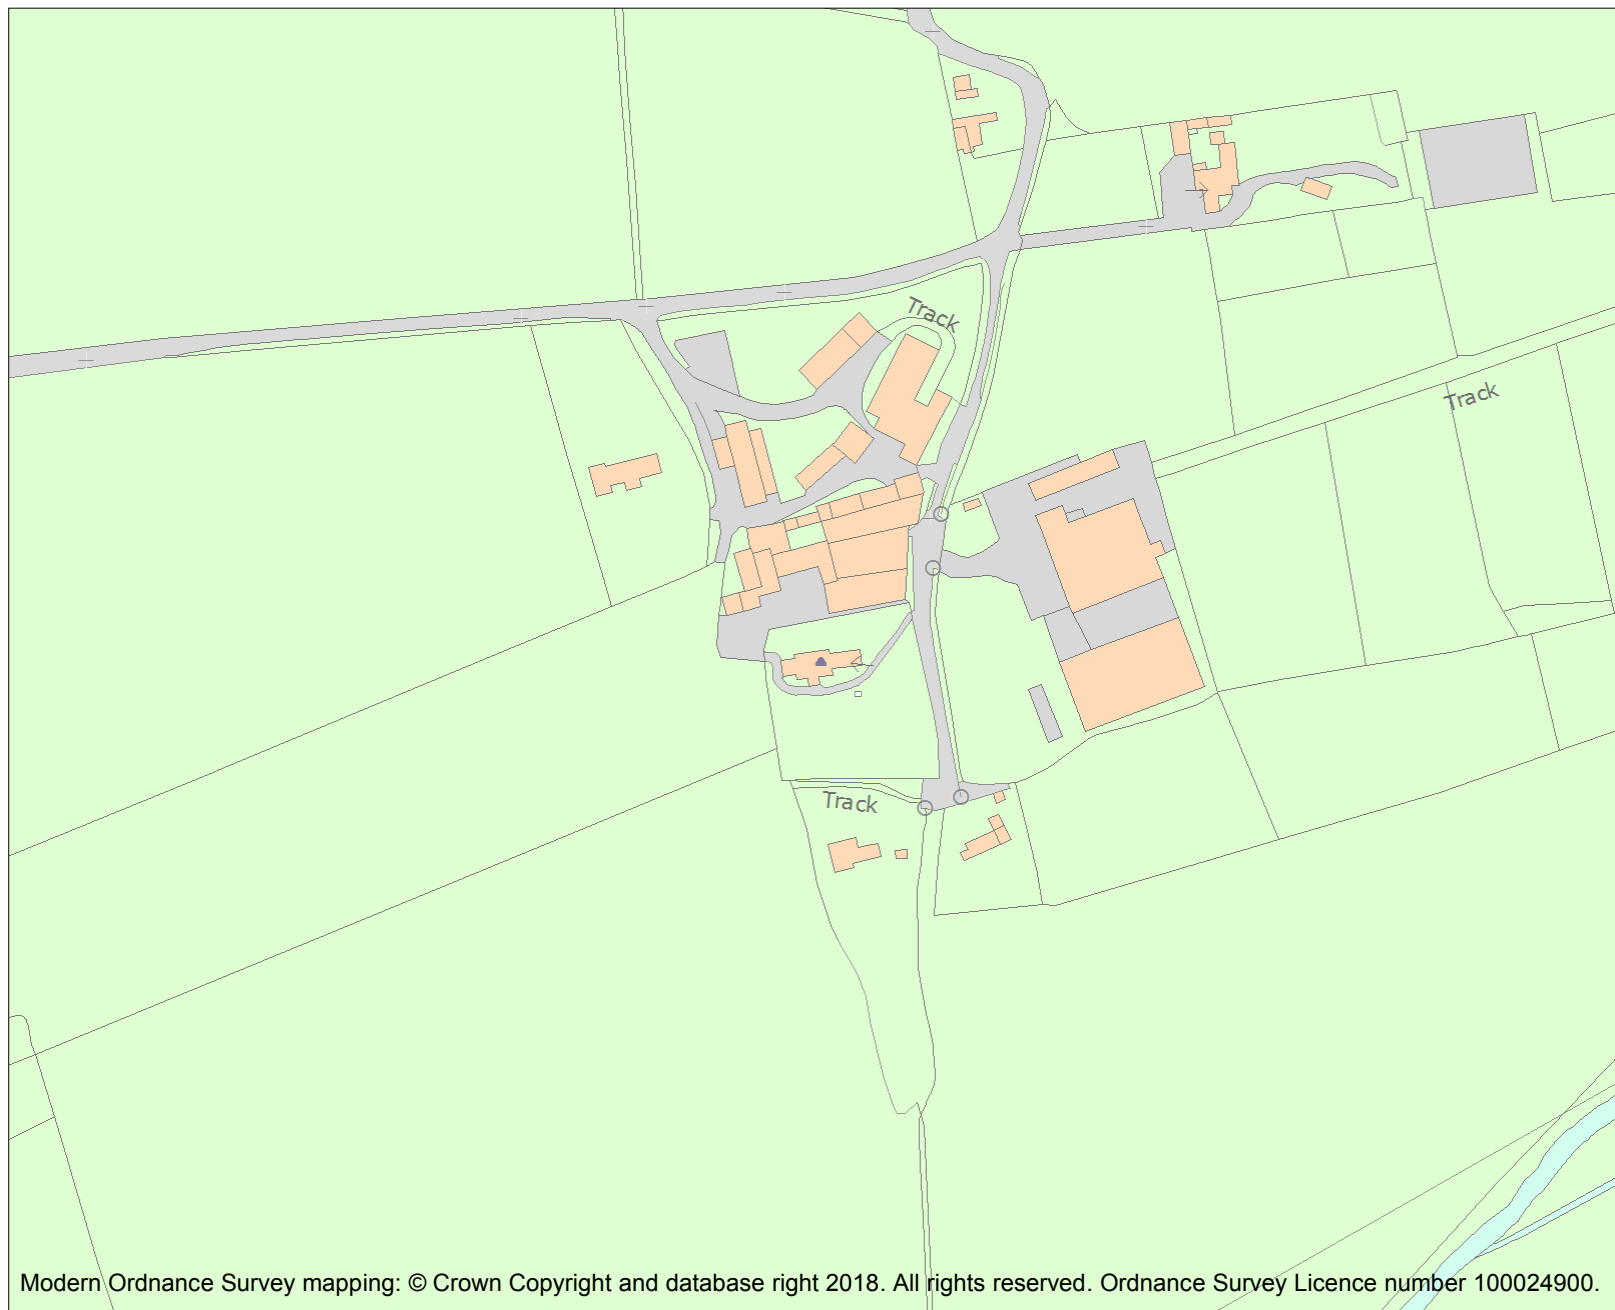 Track
Track
Track
Modern Ordnance Survey mapping: © Crown Copyright and database right 2018. All rights reserved. Ordnance Survey Licence number 100024900.